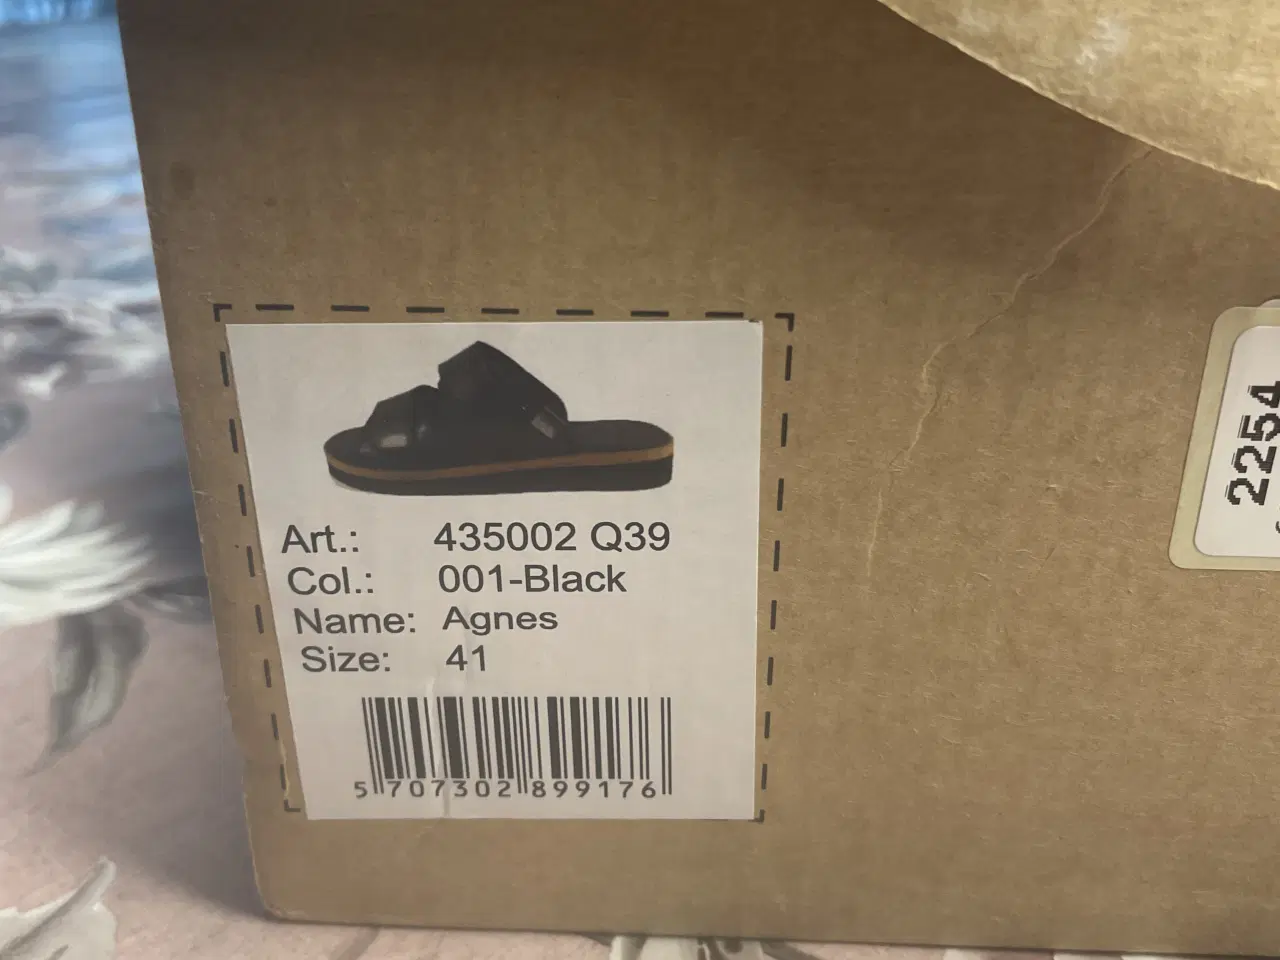 Art.: 435002 Q39
Col.: 001-Black
Name: Agnes
Size: 41
5 707302 899176
2254